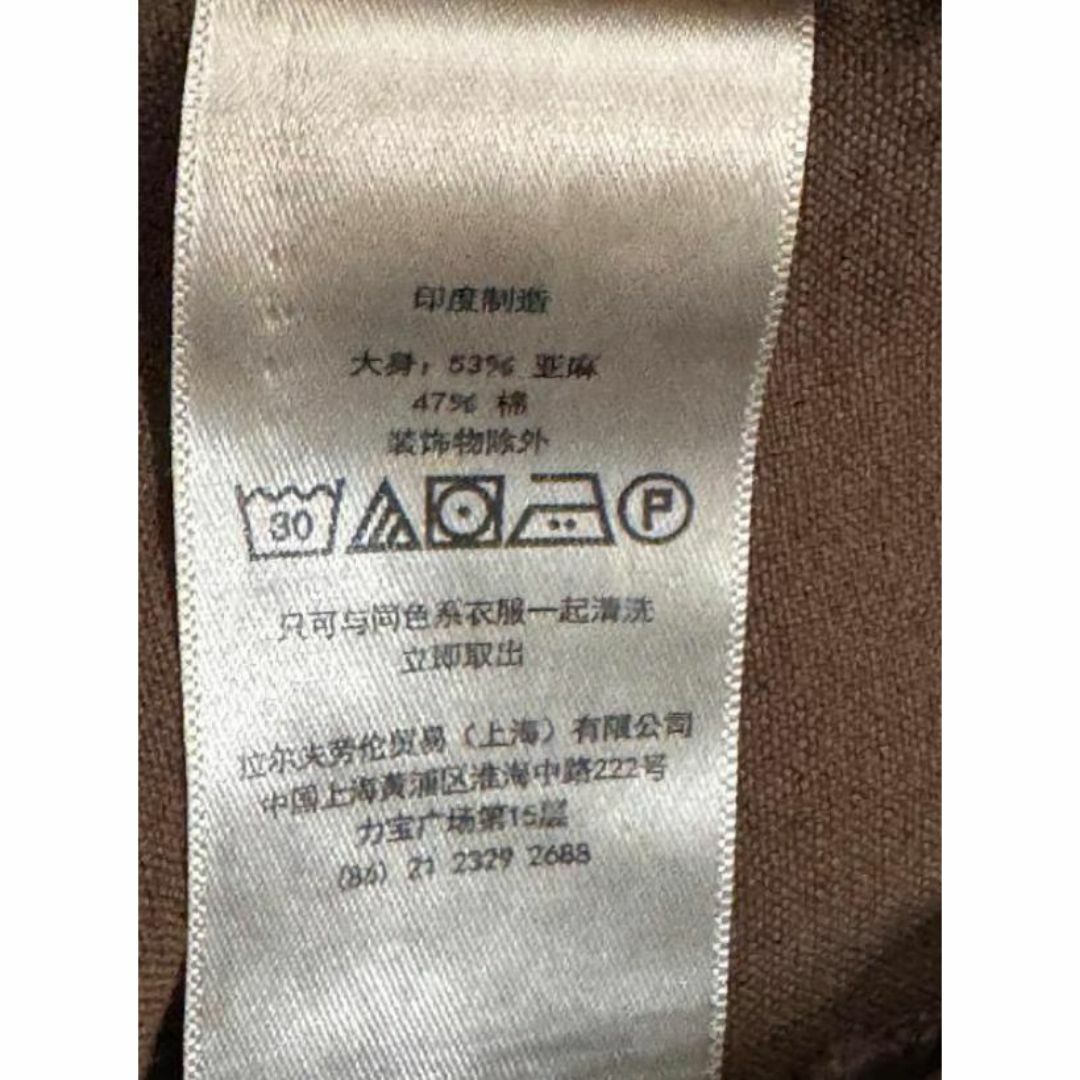 印度制造
大身：53% 亚麻
47% 棉
装饰物除外
30
P
只可与同色系衣服一起清洗
立即取出
拉尔夫劳伦贸易（上海）有限公司
中国上海黄浦区淮海中路222号
力宝广场第15层
(86) 21 2329 2688